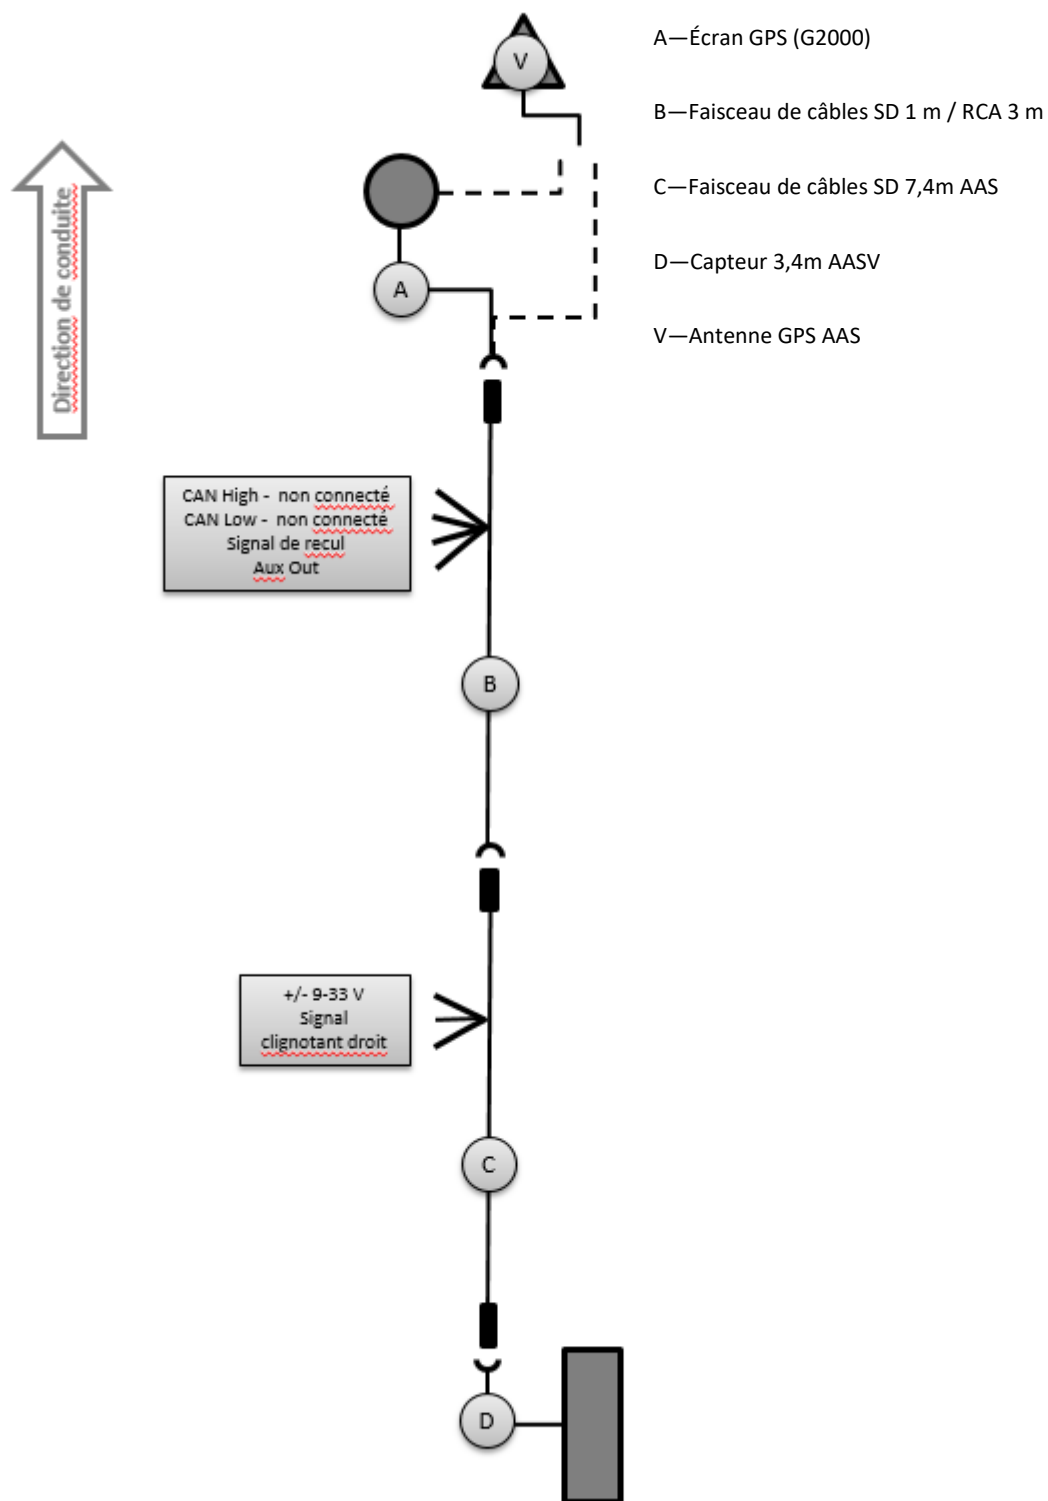 A—Écran GPS (G2000)
B—Faisceau de câbles SD 1 m / RCA 3 m
C—Faisceau de câbles SD 7,4m AAS
D—Capteur 3,4m AASV
V—Antenne GPS AAS
V
Direction de conduite
A
CAN High - non connecté
CAN Low - non connecté
Signal de recul
Aux Out
B
+/- 9-33 V
Signal
clignotant droit
C
D